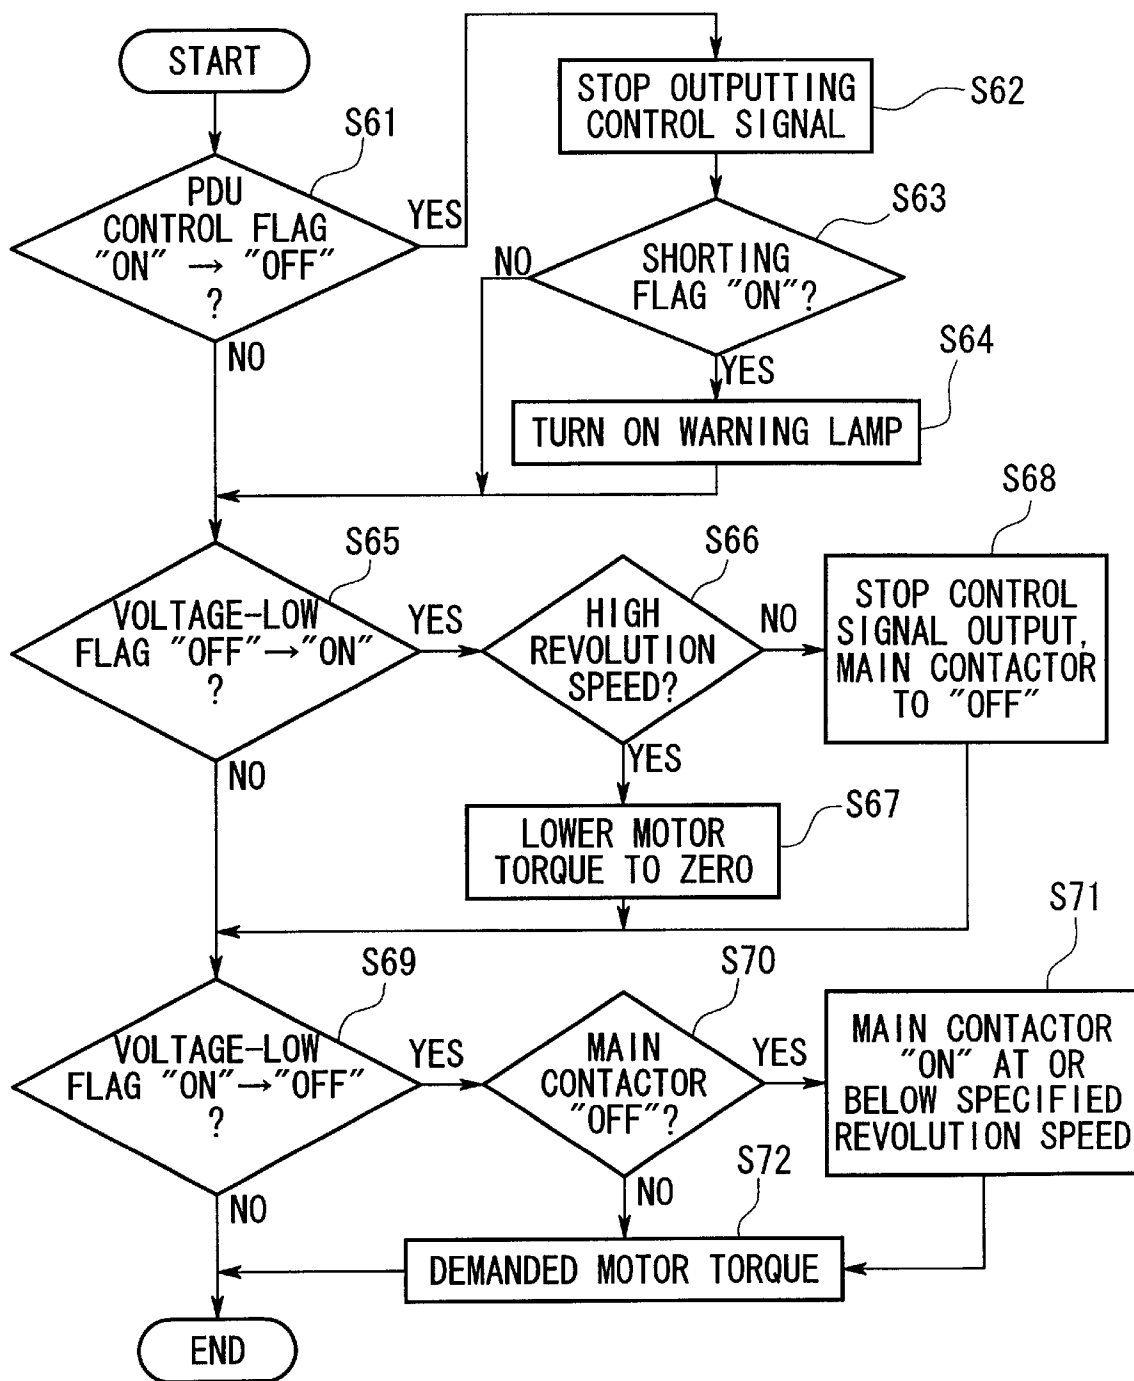 START
S61
PDU
CONTROL FLAG
"ON" → "OFF"
?
YES
NO
STOP OUTPUTTING
CONTROL SIGNAL
S62
S63
SHORTING
FLAG "ON"?
NO
YES
S64
TURN ON WARNING LAMP
S65
VOLTAGE-LOW
FLAG "OFF"→"ON"
?
YES
NO
S66
HIGH
REVOLUTION
SPEED?
NO
YES
S68
STOP CONTROL
SIGNAL OUTPUT,
MAIN CONTACTOR
TO "OFF"
S67
LOWER MOTOR
TORQUE TO ZERO
S69
VOLTAGE-LOW
FLAG "ON"→"OFF"
?
YES
NO
S70
MAIN
CONTACTOR
"OFF"?
YES
NO
S71
MAIN CONTACTOR
"ON" AT OR
BELOW SPECIFIED
REVOLUTION SPEED
S72
DEMANDED MOTOR TORQUE
END